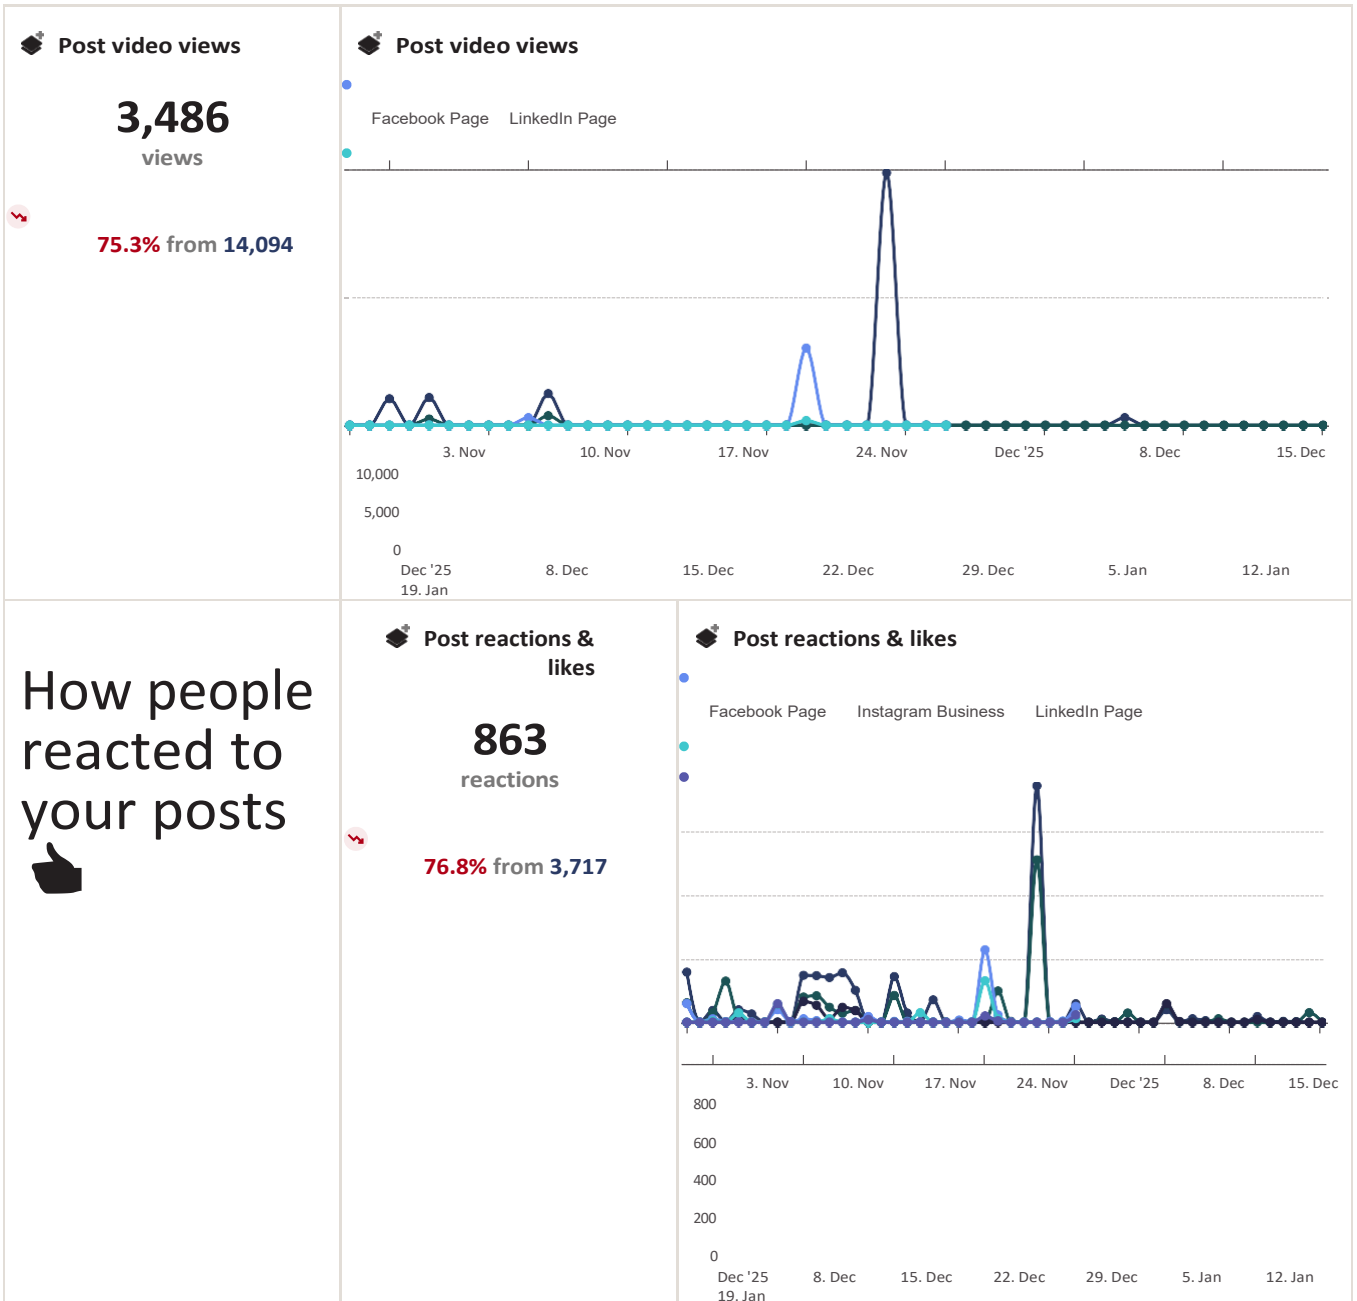 Post video views
3,486
views
75.3% from 14,094
Post video views
Facebook Page LinkedIn Page
3. Nov 10. Nov 17. Nov 24. Nov Dec '25 8. Dec 15. Dec
10,000
5,000
0
Dec '25 8. Dec 15. Dec 22. Dec 29. Dec 5. Jan 12. Jan
19. Jan
How people
reacted to
your posts
Post reactions &
likes
863
reactions
76.8% from 3,717
Post reactions & likes
Facebook Page Instagram Business LinkedIn Page
3. Nov 10. Nov 17. Nov 24. Nov Dec '25 8. Dec 15. Dec
800
600
400
200
0
Dec '25 8. Dec 15. Dec 22. Dec 29. Dec 5. Jan 12. Jan
19. Jan